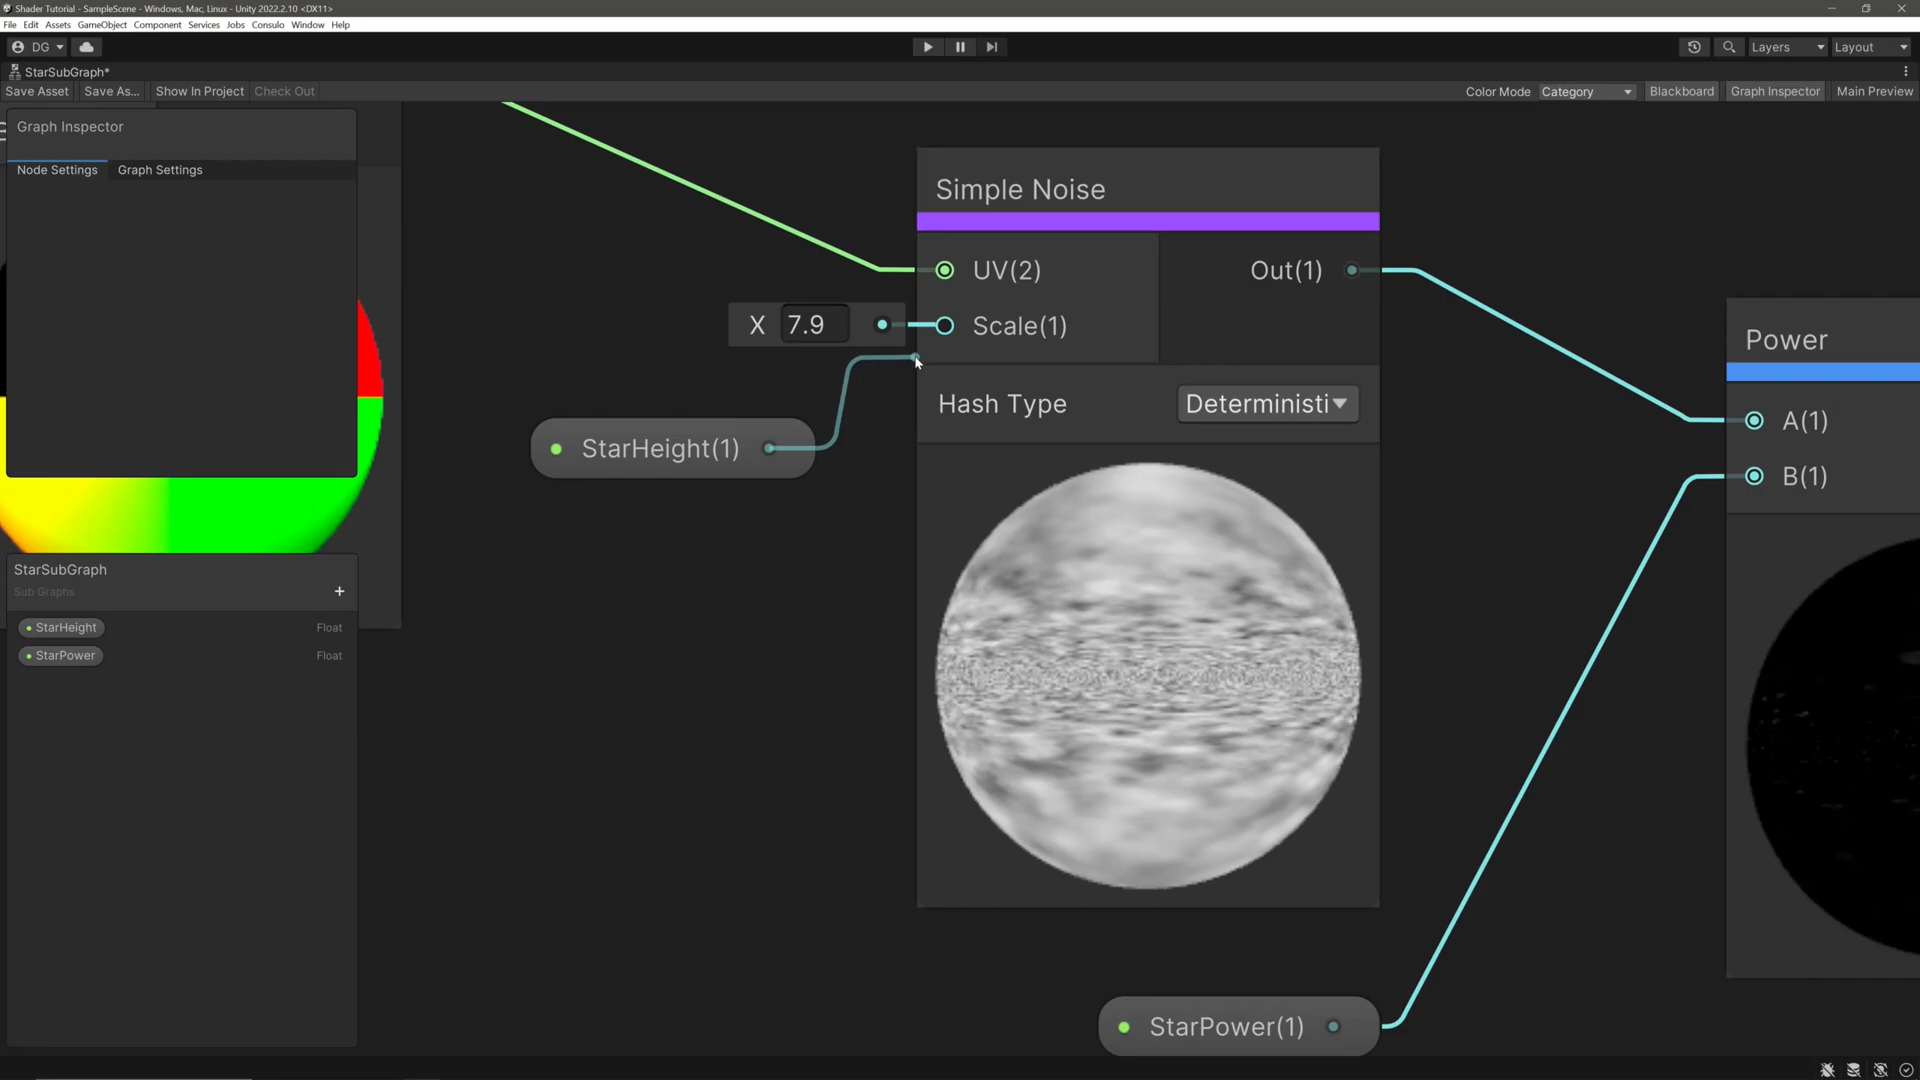 Shader Tutorial - SampleScene - Windows, Mac, Linux - Unity 2022.2.10 <DX11>
File Edit Assets GameObject Component Services Jobs Consulo Window Help
DG
Layers
Layout
StarSubGraph*
Save Asset
Save As...
Show In Project
Check Out
Color Mode
Category
Blackboard
Graph Inspector
Main Preview
Graph Inspector
Node Settings
Graph Settings
Simple Noise
UV(2)
Out(1)
X 7.9
Scale(1)
Hash Type
Deterministi
StarHeight(1)
Power
A(1)
B(1)
StarSubGraph
Sub Graphs
+
StarHeight Float
StarPower Float
StarPower(1)